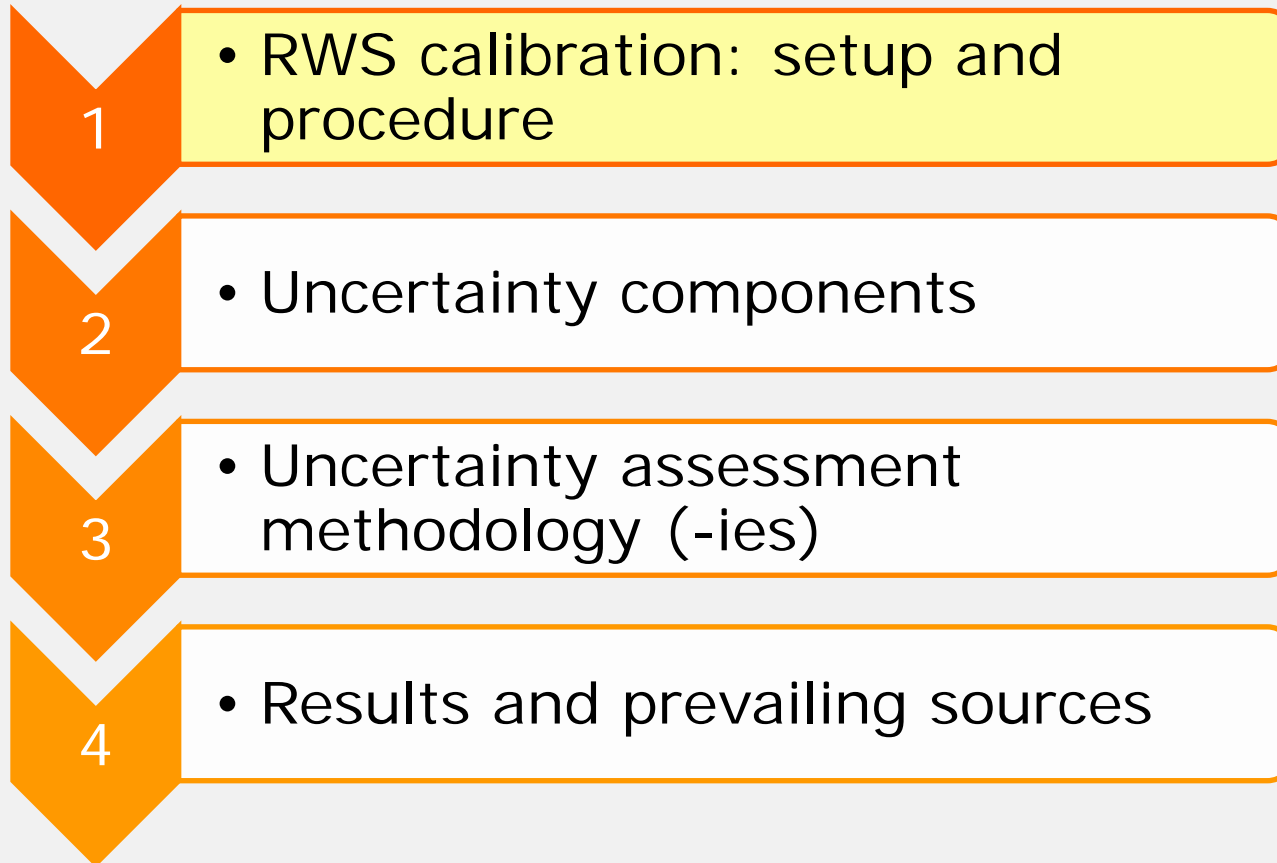 1
• RWS calibration: setup and
procedure
2
• Uncertainty components
3
• Uncertainty assessment
methodology (-ies)
4
• Results and prevailing sources